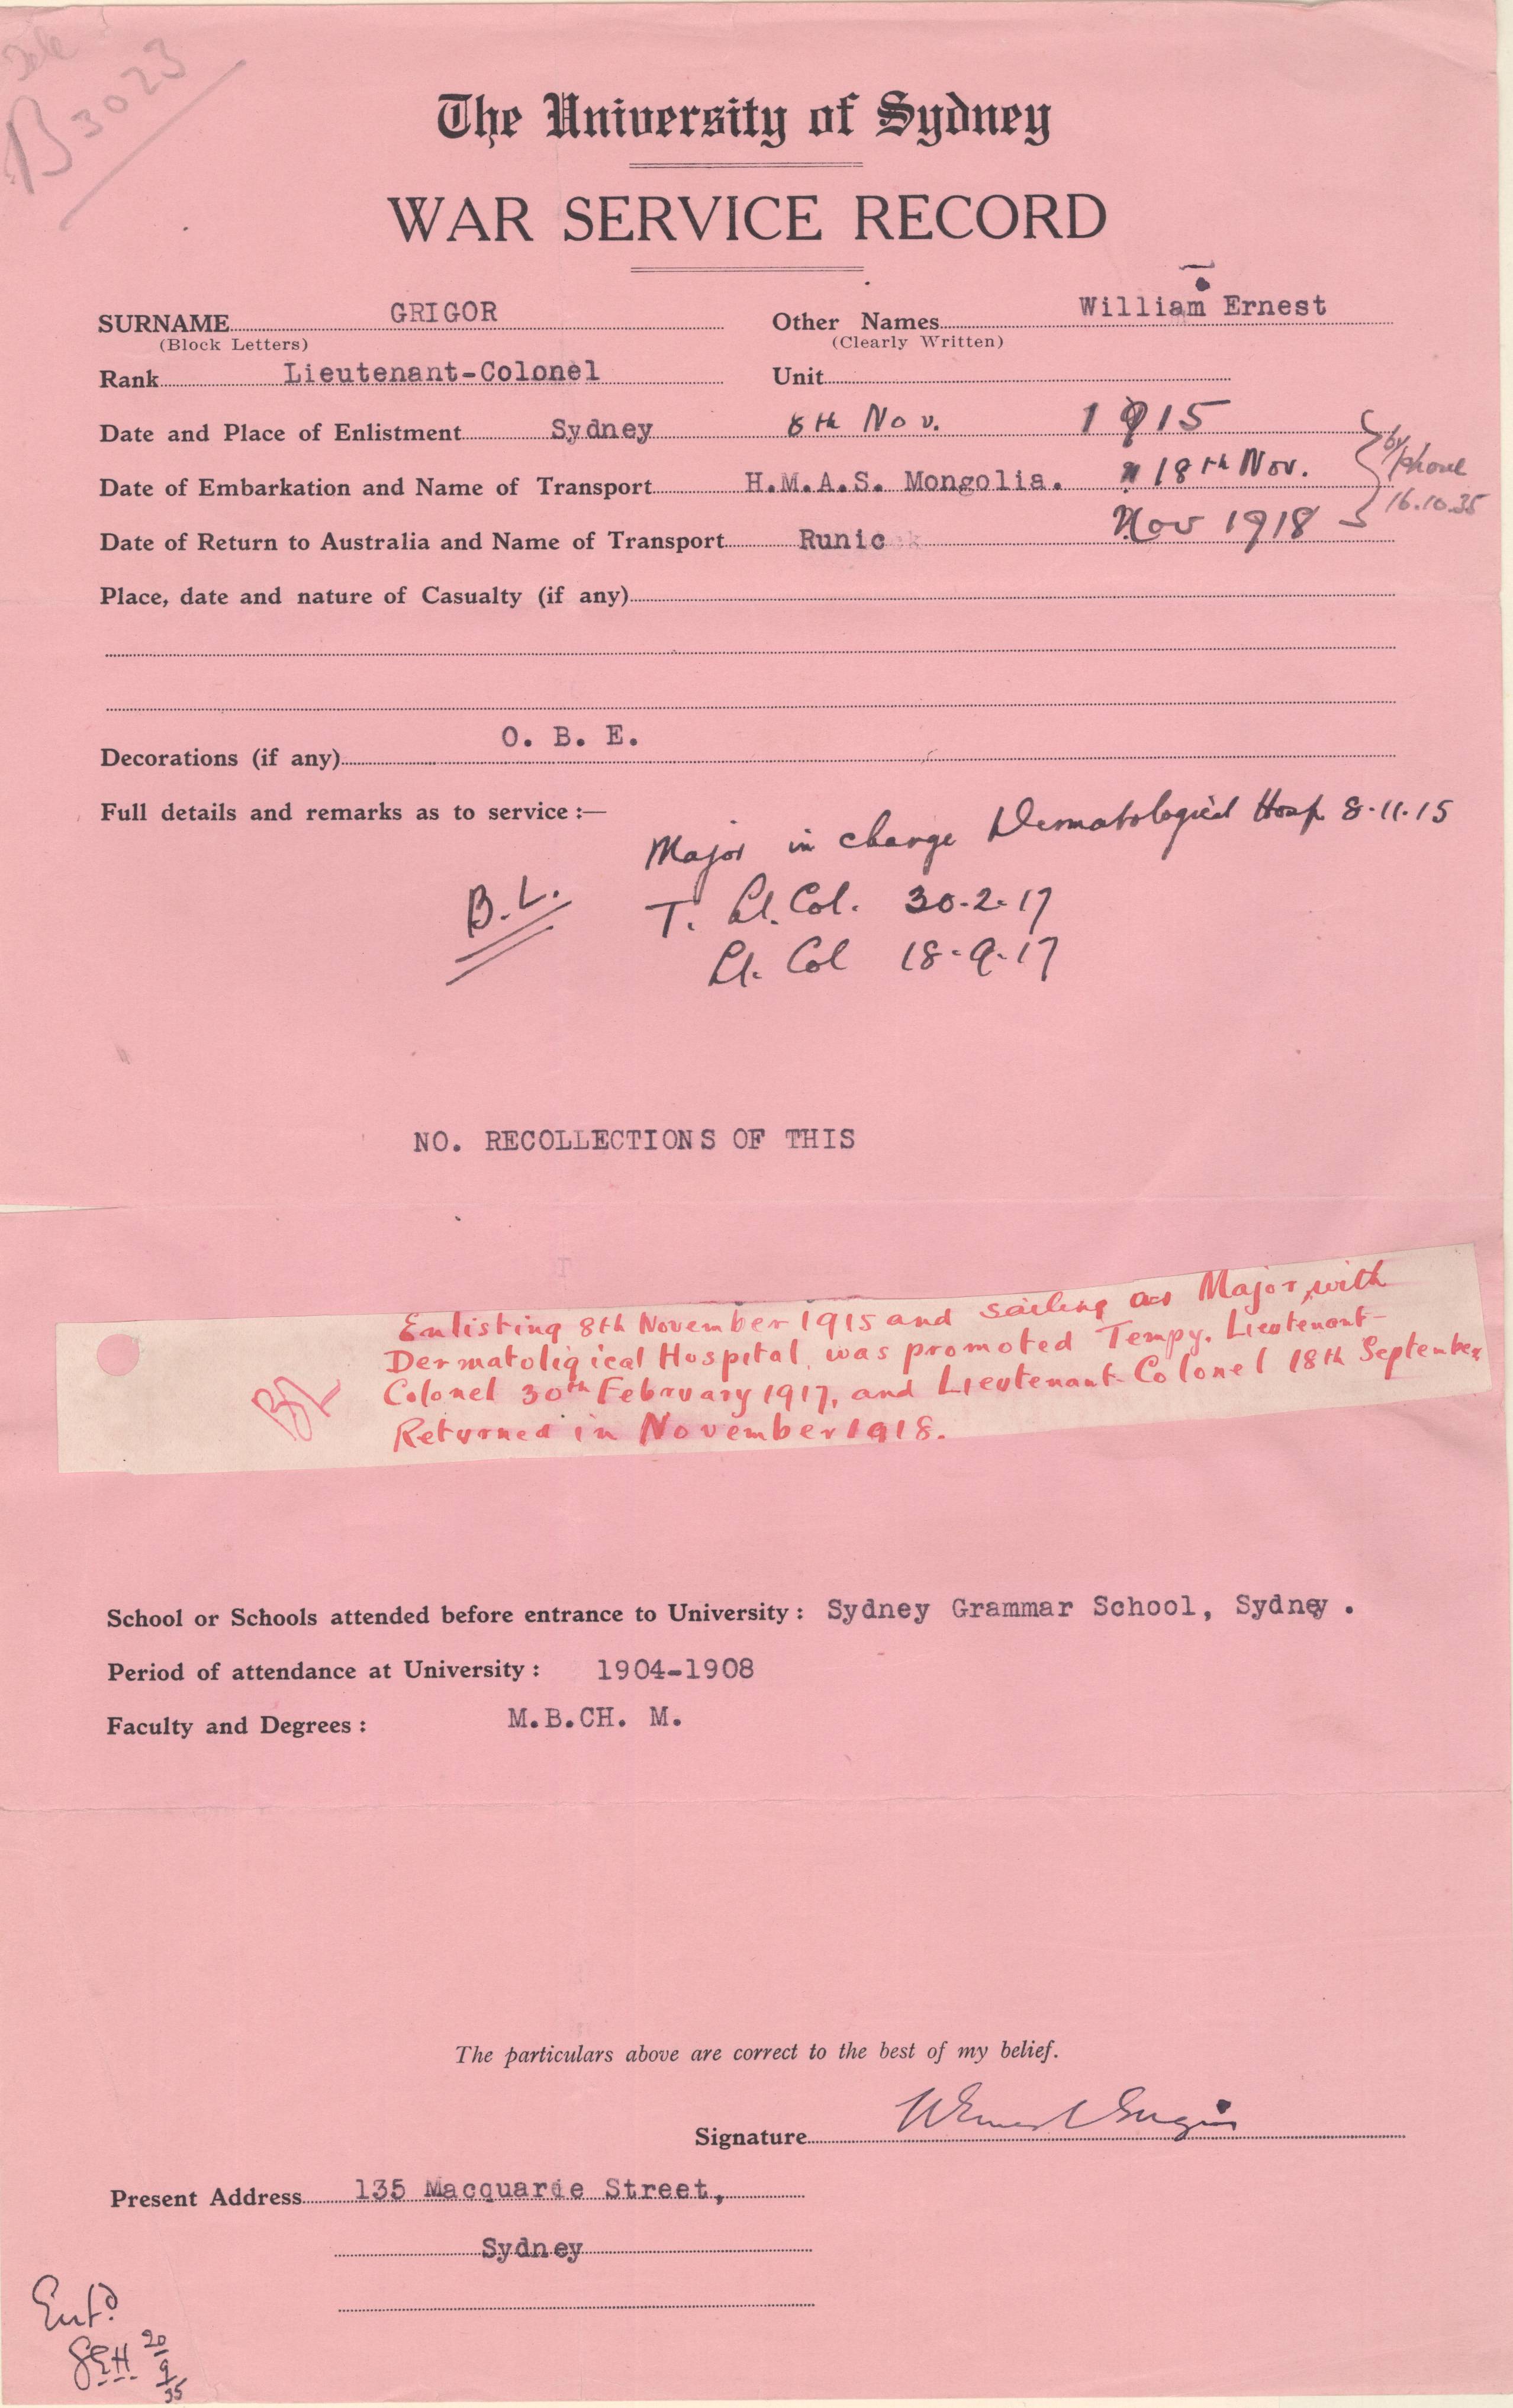 B 3023
The University of Sydney
WAR SERVICE RECORD
SURNAME GRIGOR Other Names William Ernest
(Block Letters) (Clearly Written)
Rank Lieutenant-Colonel Unit
Date and Place of Enlistment Sydney 8th Nov. 1915
Date of Embarkation and Name of Transport H.M.A.S. Mongolia. 18th Nov.
by phone
16.10.35
Date of Return to Australia and Name of Transport Runic Nov 1918
Place, date and nature of Casualty (if any)
Decorations (if any) O. B. E.
Full details and remarks as to service :—
Major in charge Dermatological Hosp. 8-11-15
B.L. T. Lt. Col. 30-2-17
Lt. Col 18-9-17
NO. RECOLLECTIONS OF THIS
Enlisting 8th November 1915 and sailing as Major, with
Dermatoligical Hospital, was promoted Tempy. Lieutenant-
Colonel 30th February 1917, and Lieutenant-Colonel 18th September,
Returned in November 1918.
School or Schools attended before entrance to University : Sydney Grammar School, Sydney .
Period of attendance at University : 1904-1908
Faculty and Degrees : M.B.CH. M.
The particulars above are correct to the best of my belief.
Signature
Present Address 135 Macquarie Street,
Sydney
Entd.
20
9
35